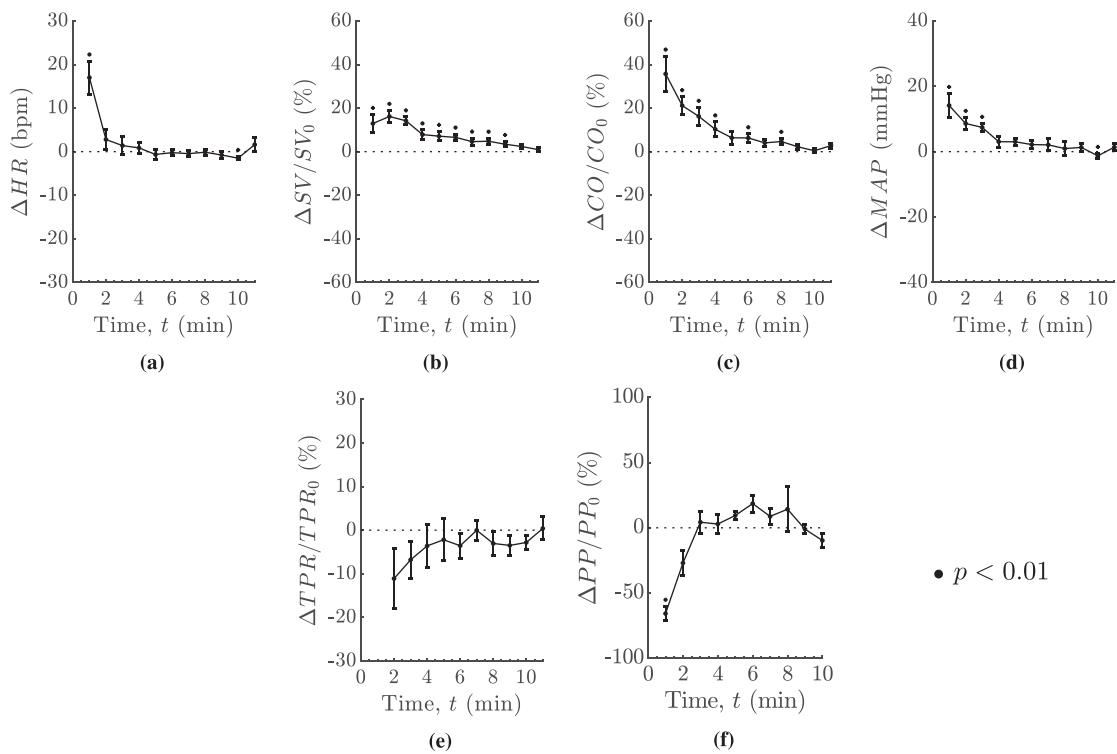 30
20
10
0
-10
-20
-30
ΔHR (bpm)
0 2 4 6 8 10
Time, t (min)
(a)
60
40
20
0
-20
-40
-60
ΔSV/SV₀ (%)
0 2 4 6 8 10
Time, t (min)
(b)
60
40
20
0
-20
-40
-60
ΔCO/CO₀ (%)
0 2 4 6 8 10
Time, t (min)
(c)
40
20
0
-20
-40
ΔMAP (mmHg)
0 2 4 6 8 10
Time, t (min)
(d)
30
20
10
0
-10
-20
-30
ΔTPR/TPR₀ (%)
0 2 4 6 8 10
Time, t (min)
(e)
100
50
0
-50
-100
ΔPP/PP₀ (%)
0 2 4 6 8 10
Time, t (min)
(f)
• p < 0.01